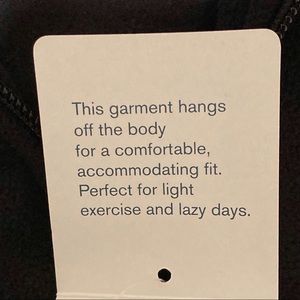 This garment hangs
off the body
for a comfortable,
accommodating fit.
Perfect for light
exercise and lazy days.